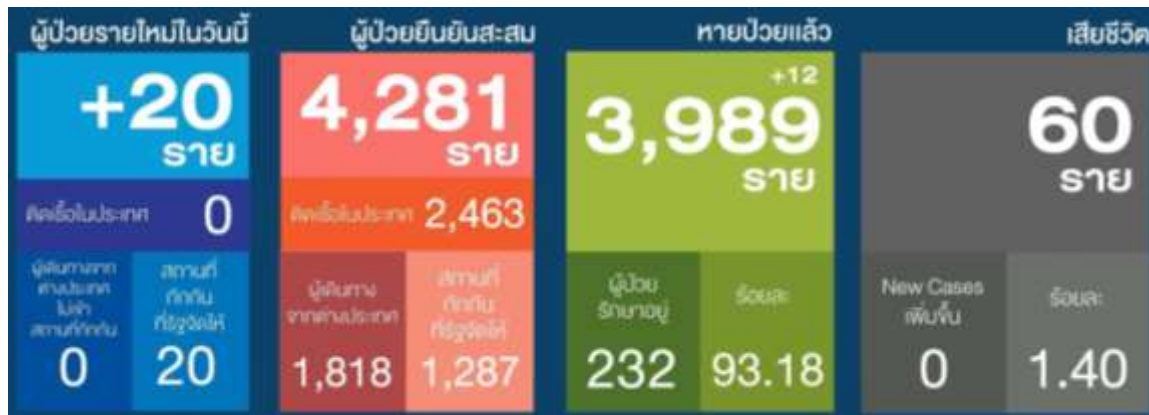 ผู้ป่วยรายใหม่ในวันนี้
+20
ราย
ติดเชื้อในประเทศ 0
ผู้เดินทางจาก
ต่างประเทศ
ไม่เข้า
สถานที่กักกัน
0
สถานที่
กักกัน
ที่รัฐจัดให้
20
ผู้ป่วยยืนยันสะสม
4,281
ราย
ติดเชื้อในประเทศ 2,463
ผู้เดินทาง
จากต่างประเทศ
1,818
สถานที่
กักกัน
ที่รัฐจัดให้
1,287
หายป่วยแล้ว
+12
3,989
ราย
ผู้ป่วย
รักษาอยู่
232
ร้อยละ
93.18
เสียชีวิต
60
ราย
New Cases
เพิ่มขึ้น
0
ร้อยละ
1.40